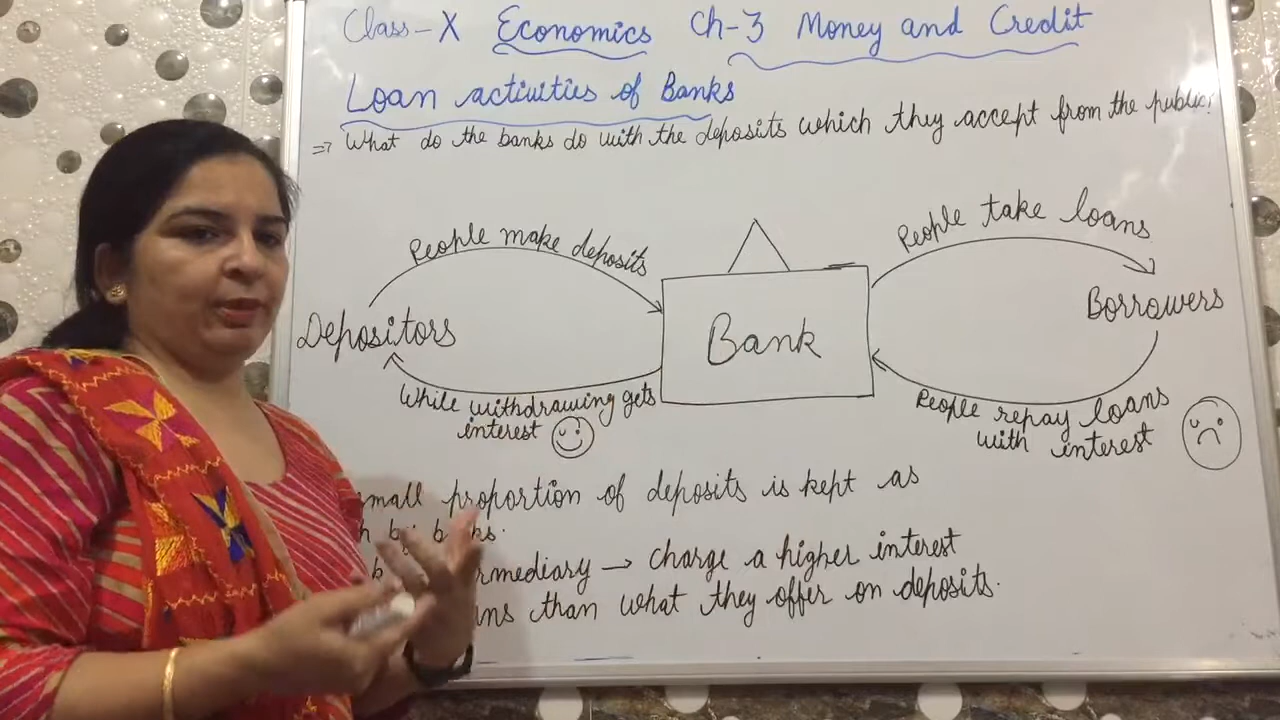 Class-X Economics Ch-3 Money and Credit
Loan activities of Banks
⇒ What do the banks do with the deposits which they accept from the public?
People make deposits
People take loans
Depositors
Bank
Borrowers
While withdrawing gets
interest
People repay loans
with interest
proportion of deposits is kept as
by
→ charge a higher interest
than what they offer on deposits.